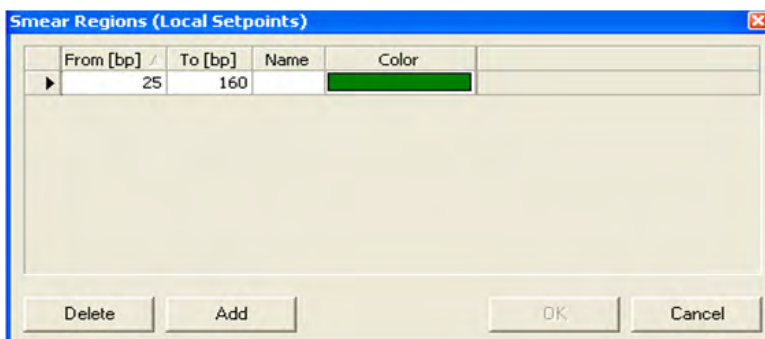 Smear Regions (Local Setpoints)
From [bp] To [bp] Name Color
25 160
Delete Add OK Cancel